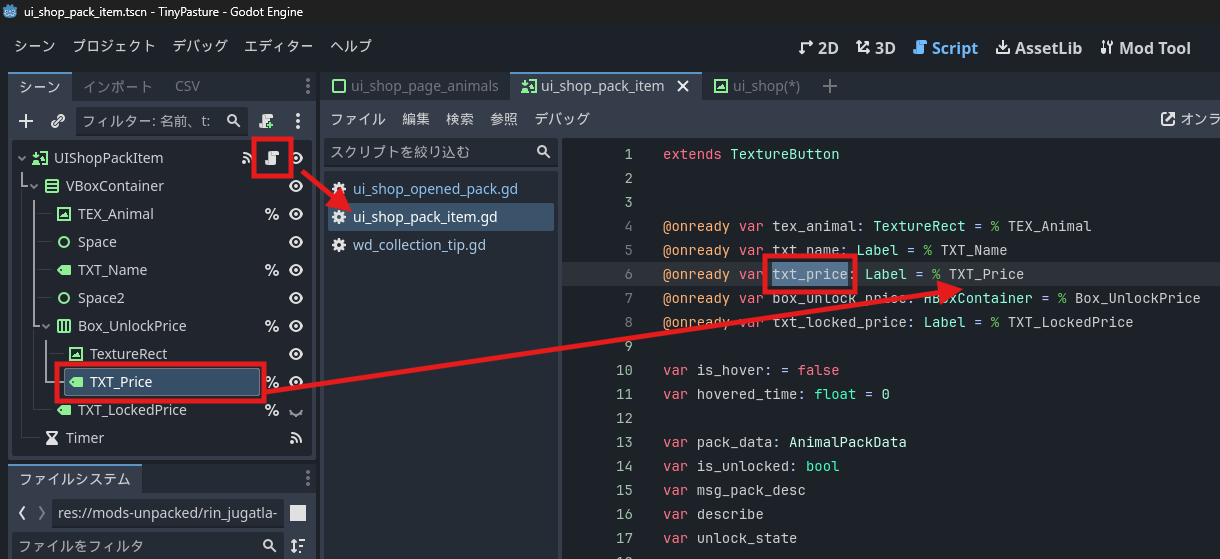 ui_shop_pack_item.tscn - TinyPasture - Godot Engine
シーン プロジェクト デバッグ エディター ヘルプ
2D 3D Script AssetLib Mod Tool
シーン インポート CSV
フィルター: 名前、t:
UIShopPackItem
VBoxContainer
TEX_Animal %
Space
TXT_Name %
Space2
Box_UnlockPrice %
TextureRect
TXT_Price %
TXT_LockedPrice %
Timer
ファイルシステム
res://mods-unpacked/rin_jugatla-
ファイルをフィルタ
ui_shop_page_animals ui_shop_pack_item ui_shop(*)
ファイル 編集 検索 参照 デバッグ
オンラ
スクリプトを絞り込む
ui_shop_opened_pack.gd
ui_shop_pack_item.gd
wd_collection_tip.gd
1 extends TextureButton
2
3
4 @onready var tex_animal: TextureRect = % TEX_Animal
5 @onready var txt_name: Label = % TXT_Name
6 @onready var txt_price: Label = % TXT_Price
7 @onready var box_unlock_price: HBoxContainer = % Box_UnlockPrice
8 @onready var txt_locked_price: Label = % TXT_LockedPrice
9
10 var is_hover: = false
11 var hovered_time: float = 0
12
13 var pack_data: AnimalPackData
14 var is_unlocked: bool
15 var msg_pack_desc
16 var describe
17 var unlock_state